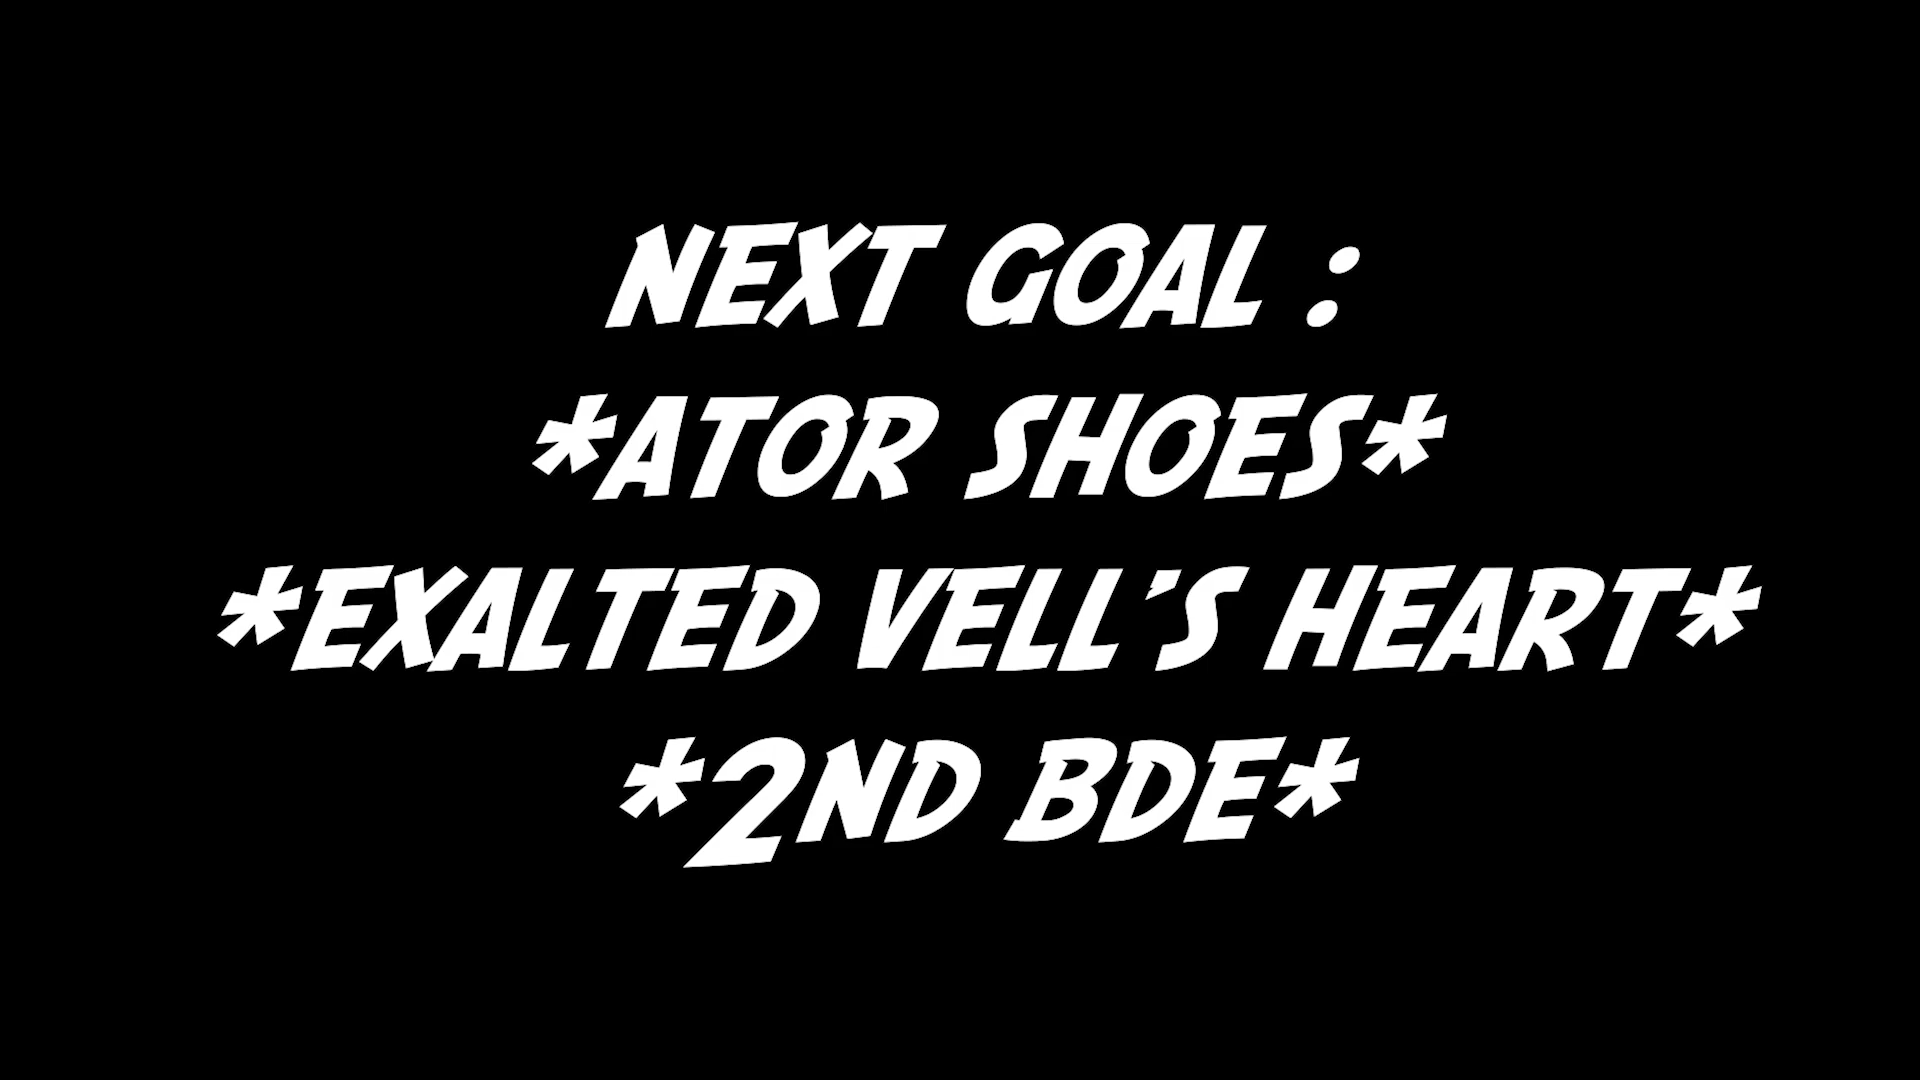 NEXT GOAL :
*ATOR SHOES*
*EXALTED VELL'S HEART*
*2ND BDE*